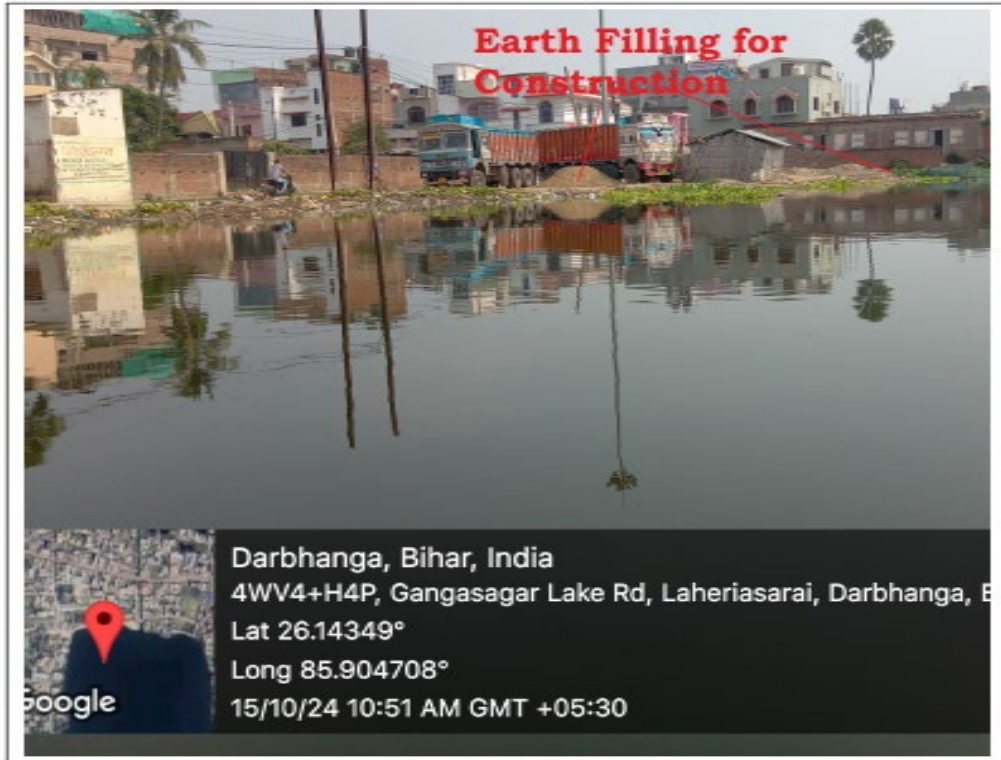 Earth Filling for
Construction
Darbhanga, Bihar, India
4WV4+H4P, Gangasagar Lake Rd, Laheriasarai, Darbhanga,
Lat 26.14349°
Long 85.904708°
15/10/24 10:51 AM GMT +05:30
Google